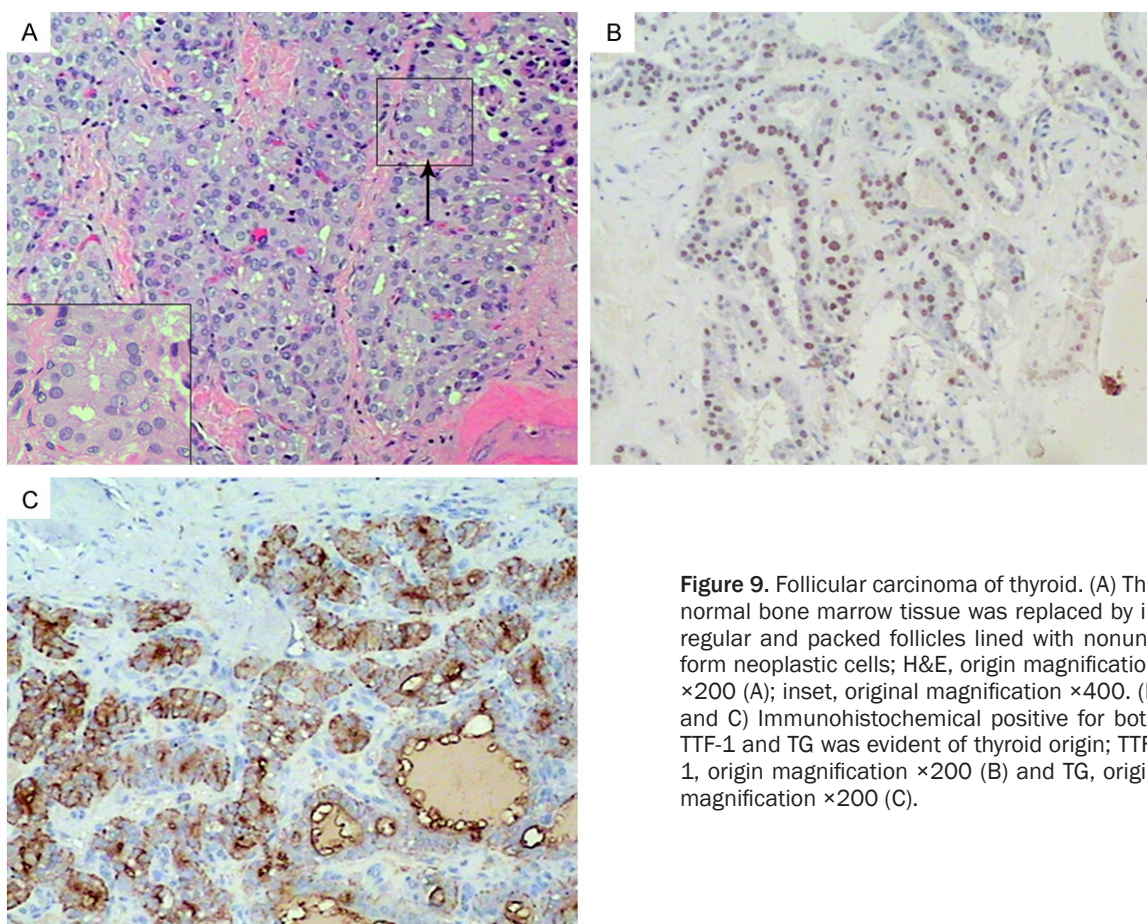 A
B
C
Figure 9. Follicular carcinoma of thyroid. (A) Th
normal bone marrow tissue was replaced by i
regular and packed follicles lined with nonun
form neoplastic cells; H&E, origin magnificatio
×200 (A); inset, original magnification ×400. (
and C) Immunohistochemical positive for bot
TTF-1 and TG was evident of thyroid origin; TTF
1, origin magnification ×200 (B) and TG, origi
magnification ×200 (C).